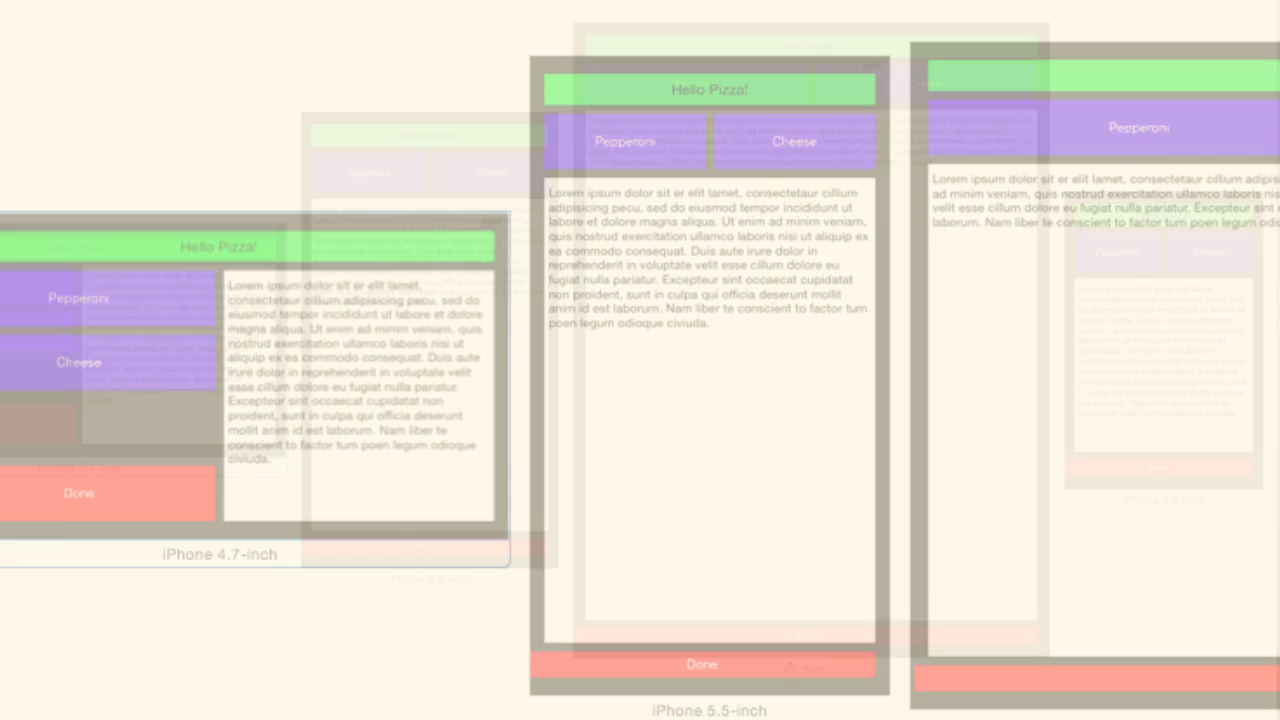 Hello Pizza!
Pepperoni
Cheese
Lorem ipsum dolor sit er elit lamet,
consectetaur cillium adipisicing pecu, sed do
eiusmod tempor incididunt ut labore et dolore
magna aliqua. Ut enim ad minim veniam, quis
nostrud exercitation ullamco laboris nisi ut
aliquip ex ea commodo consequat. Duis aute
irure dolor in reprehenderit in voluptate velit
esse cillum dolore eu fugiat nulla pariatur.
Excepteur sint occaecat cupidatat non
proident, sunt in culpa qui officia deserunt
mollit anim id est laborum. Nam liber te
conscient to factor tum poen legum odioque
civiuda.
Done
iPhone 4.7-inch
Hello Pizza!
Pepperoni
Cheese
Lorem ipsum dolor sit er elit lamet, consectetaur cillium
adipisicing pecu, sed do eiusmod tempor incididunt ut
labore et dolore magna aliqua. Ut enim ad minim veniam,
quis nostrud exercitation ullamco laboris nisi ut aliquip ex
ea commodo consequat. Duis aute irure dolor in
reprehenderit in voluptate velit esse cillum dolore eu
fugiat nulla pariatur. Excepteur sint occaecat cupidatat
non proident, sunt in culpa qui officia deserunt mollit
anim id est laborum. Nam liber te conscient to factor tum
poen legum odioque civiuda.
Done
iPhone 5.5-inch
Pepperoni
Lorem ipsum dolor sit er elit lamet, consectetaur cillium adipis
ad minim veniam, quis nostrud exercitation ullamco laboris nis
velit esse cillum dolore eu fugiat nulla pariatur. Excepteur sint o
laborum. Nam liber te conscient to factor tum poen legum odio